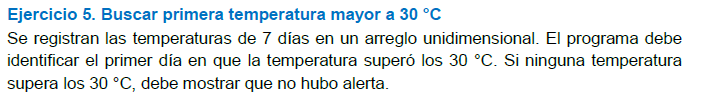 Ejercicio 5. Buscar primera temperatura mayor a 30 °C
Se registran las temperaturas de 7 días en un arreglo unidimensional. El programa debe
identificar el primer día en que la temperatura superó los 30 °C. Si ninguna temperatura
supera los 30 °C, debe mostrar que no hubo alerta.